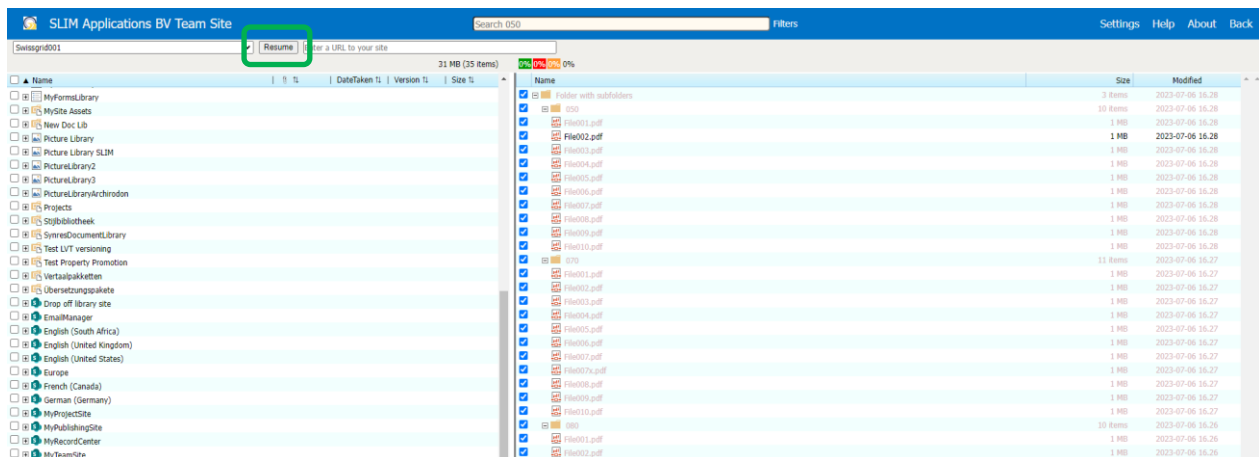 SLIM Applications BV Team Site Search 050 Filters Settings Help About Back
Swissgrid001 Resume Enter a URL to your site
31 MB (35 items) 0% 0% 0% 0%
Name DateTaken Version Size Name Size Modified
MyFormsLibrary Folder with subfolders 3 items 2023-07-06 16.28
MySite Assets 050 10 items 2023-07-06 16.28
New Doc Lib File001.pdf 1 MB 2023-07-06 16.28
Picture Library File002.pdf 1 MB 2023-07-06 16.28
Picture Library SLIM File003.pdf 1 MB 2023-07-06 16.28
PictureLibrary2 File004.pdf 1 MB 2023-07-06 16.28
PictureLibrary3 File005.pdf 1 MB 2023-07-06 16.28
PictureLibraryArchirodon File006.pdf 1 MB 2023-07-06 16.28
Projects File007.pdf 1 MB 2023-07-06 16.28
Stijlbibliotheek File008.pdf 1 MB 2023-07-06 16.28
SynresDocumentLibrary File009.pdf 1 MB 2023-07-06 16.28
Test LVT versioning File010.pdf 1 MB 2023-07-06 16.28
Test Property Promotion 070 11 items 2023-07-06 16.27
Vertaalpakketten File001.pdf 1 MB 2023-07-06 16.27
Übersetzungspakete File002.pdf 1 MB 2023-07-06 16.27
Drop off library site File003.pdf 1 MB 2023-07-06 16.27
EmailManager File004.pdf 1 MB 2023-07-06 16.27
English (South Africa) File005.pdf 1 MB 2023-07-06 16.27
English (United Kingdom) File006.pdf 1 MB 2023-07-06 16.27
English (United States) File007.pdf 1 MB 2023-07-06 16.27
Europe File007x.pdf 1 MB 2023-07-06 16.27
French (Canada) File008.pdf 1 MB 2023-07-06 16.27
German (Germany) File009.pdf 1 MB 2023-07-06 16.27
MyProjectSite File010.pdf 1 MB 2023-07-06 16.27
MyPublishingSite 080 10 items 2023-07-06 16.26
MyRecordCenter File001.pdf 1 MB 2023-07-06 16.26
MyTeamSite File002.pdf 1 MB 2023-07-06 16.26